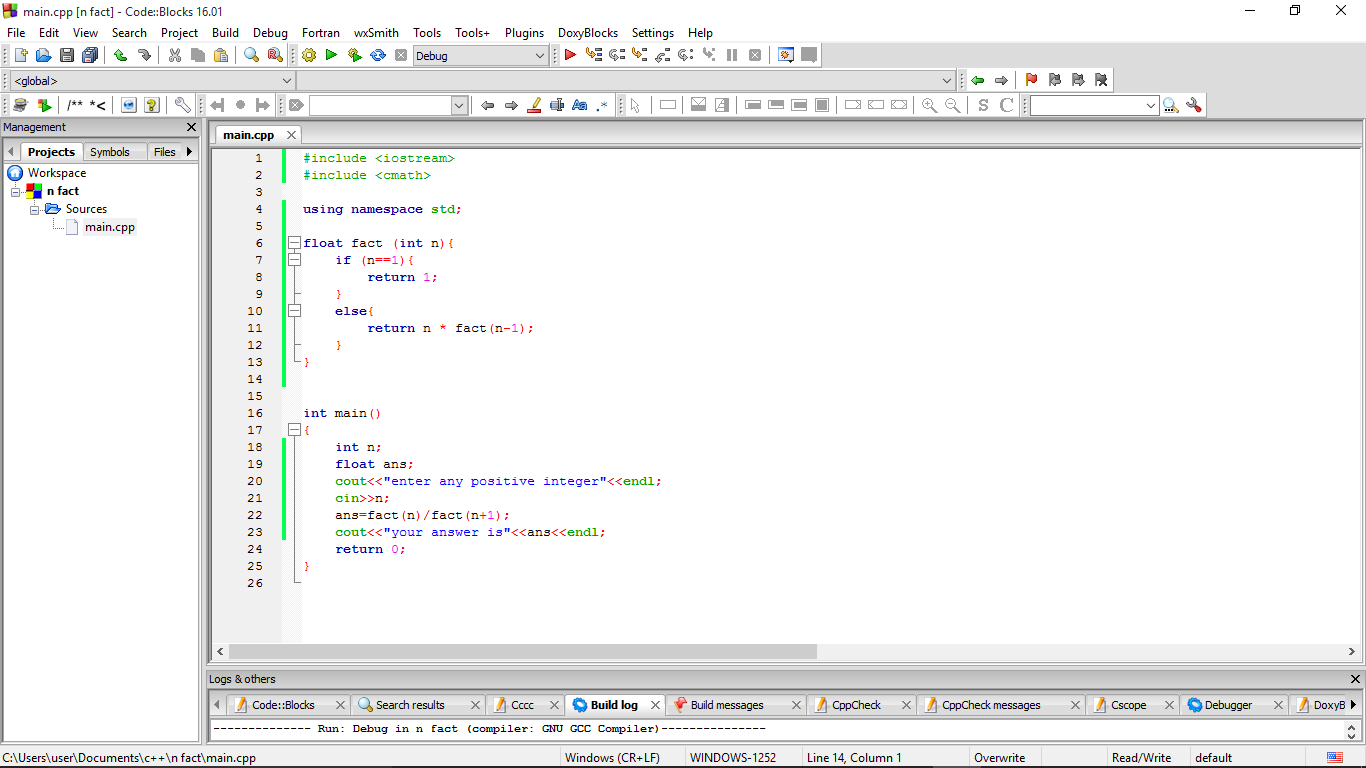 main.cpp [n fact] - Code::Blocks 16.01
File Edit View Search Project Build Debug Fortran wxSmith Tools Tools+ Plugins DoxyBlocks Settings Help
Debug
<global>
/** *<
Aa .*
S C
Management
Projects Symbols Files
Workspace
n fact
Sources
main.cpp
main.cpp
1 #include <iostream>
2 #include <cmath>
3
4 using namespace std;
5
6 float fact (int n){
7 if (n==1){
8 return 1;
9 }
10 else{
11 return n * fact(n-1);
12 }
13 }
14
15
16 int main()
17 {
18 int n;
19 float ans;
20 cout<<"enter any positive integer"<<endl;
21 cin>>n;
22 ans=fact(n)/fact(n+1);
23 cout<<"your answer is"<<ans<<endl;
24 return 0;
25 }
26
Logs & others
Code::Blocks Search results Cccc Build log Build messages CppCheck CppCheck messages Cscope Debugger DoxyB
-------------- Run: Debug in n fact (compiler: GNU GCC Compiler)---------------
C:\Users\user\Documents\c++\n fact\main.cpp Windows (CR+LF) WINDOWS-1252 Line 14, Column 1 Overwrite Read/Write default